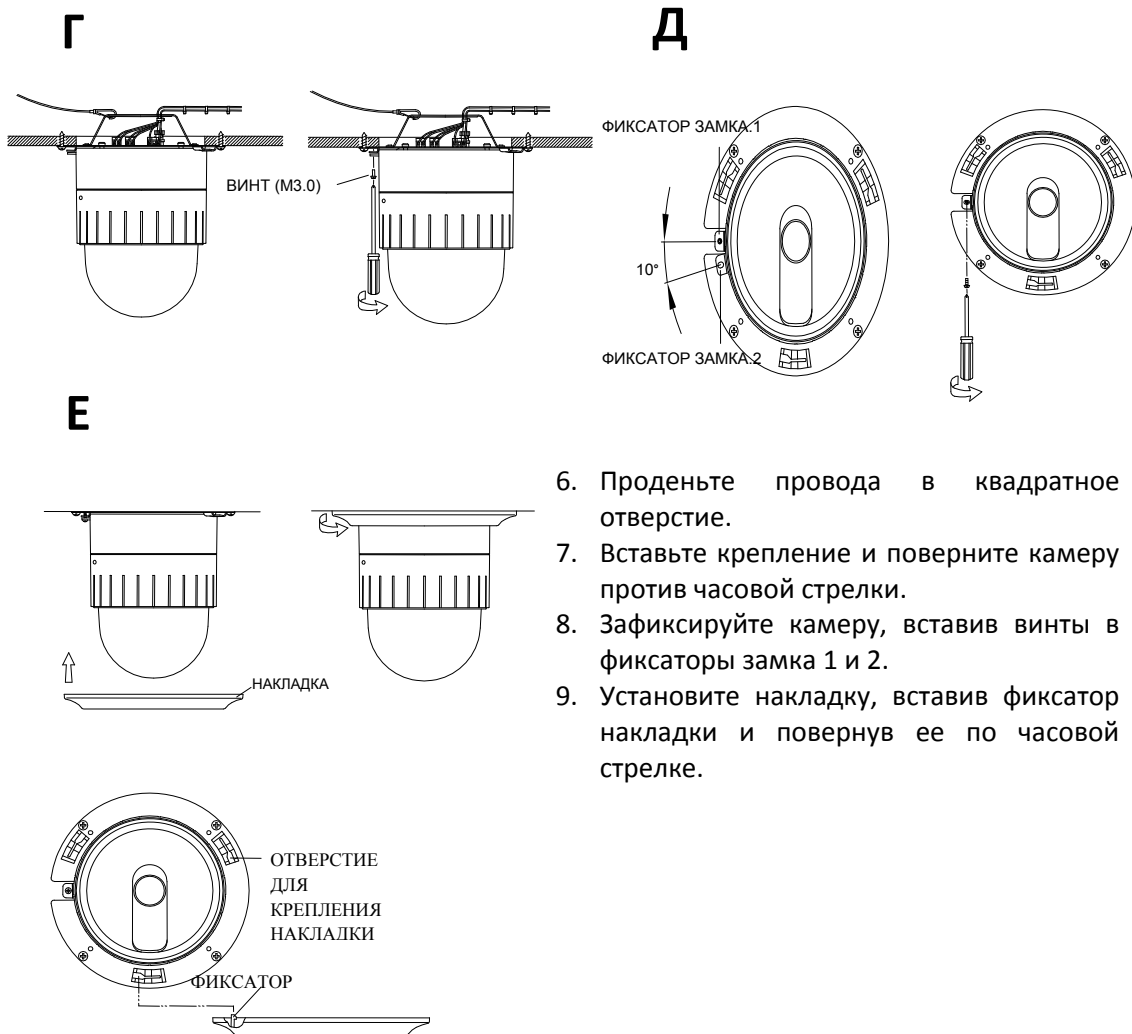 Г
Д
ВИНТ (М3.0)
ФИКСАТОР ЗАМКА.1
10°
ФИКСАТОР ЗАМКА.2
Е
НАКЛАДКА
6. Проденьте провода в квадратное
отверстие.
7. Вставьте крепление и поверните камеру
против часовой стрелки.
8. Зафиксируйте камеру, вставив винты в
фиксаторы замка 1 и 2.
9. Установите накладку, вставив фиксатор
накладки и повернув ее по часовой
стрелке.
ОТВЕРСТИЕ
ДЛЯ
КРЕПЛЕНИЯ
НАКЛАДКИ
ФИКСАТОР